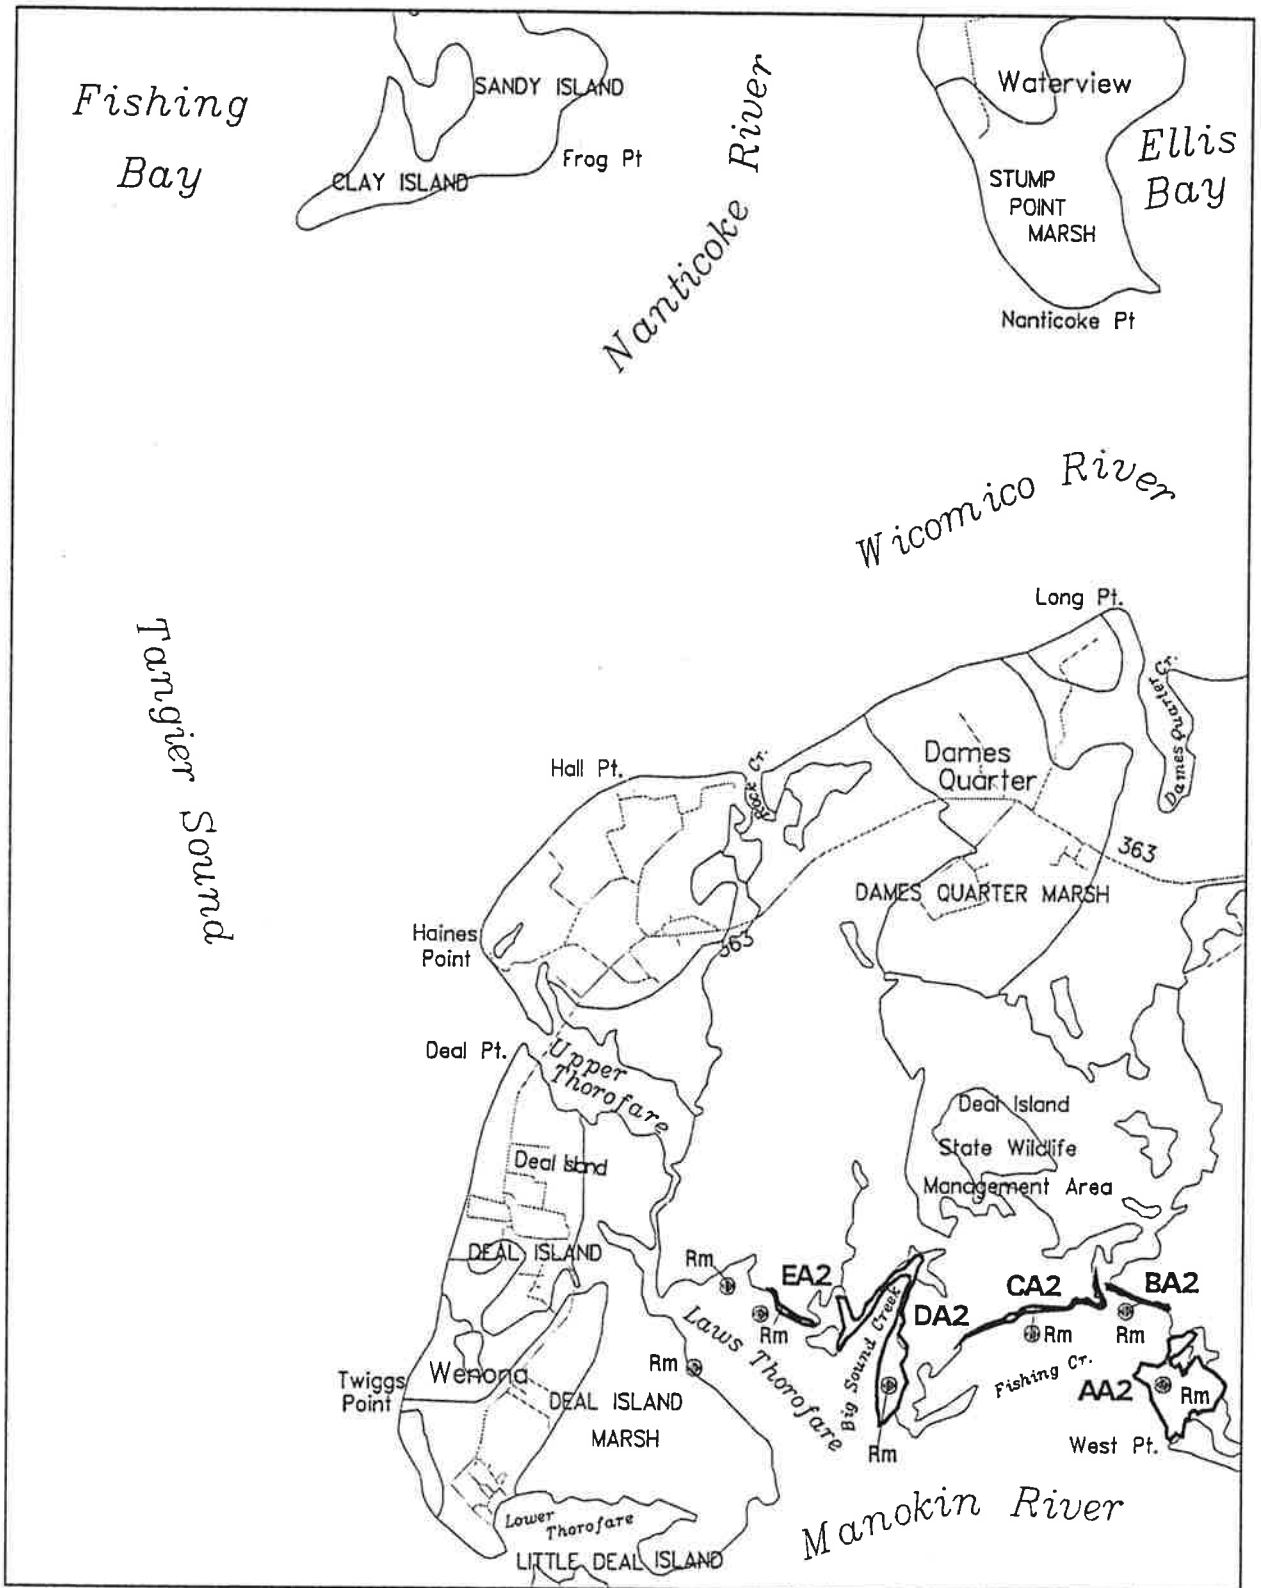 Fishing
Bay
SANDY ISLAND
CLAY ISLAND
Frog Pt
Nanticoke River
Waterview
Ellis
Bay
STUMP
POINT
MARSH
Nanticoke Pt
Wicomico River
Long Pt.
Dames Quarter Cr.
Tangier Sound
Hall Pt.
Rock Cr.
Dames
Quarter
363
DAMES QUARTER MARSH
Haines
Point
363
Deal Pt.
Upper
Thorofare
Deal Island
State Wildlife
Management Area
Deal Island
DEAL ISLAND
Rm
EA2
Rm
Laws Thorofare
Big Sound Creek
DA2
CA2
BA2
Rm
Rm
Fishing Cr.
AA2
Rm
West Pt.
Rm
Rm
Twiggs
Point
Wenona
DEAL ISLAND
MARSH
Lower
Thorofare
LITTLE DEAL ISLAND
Manokin River